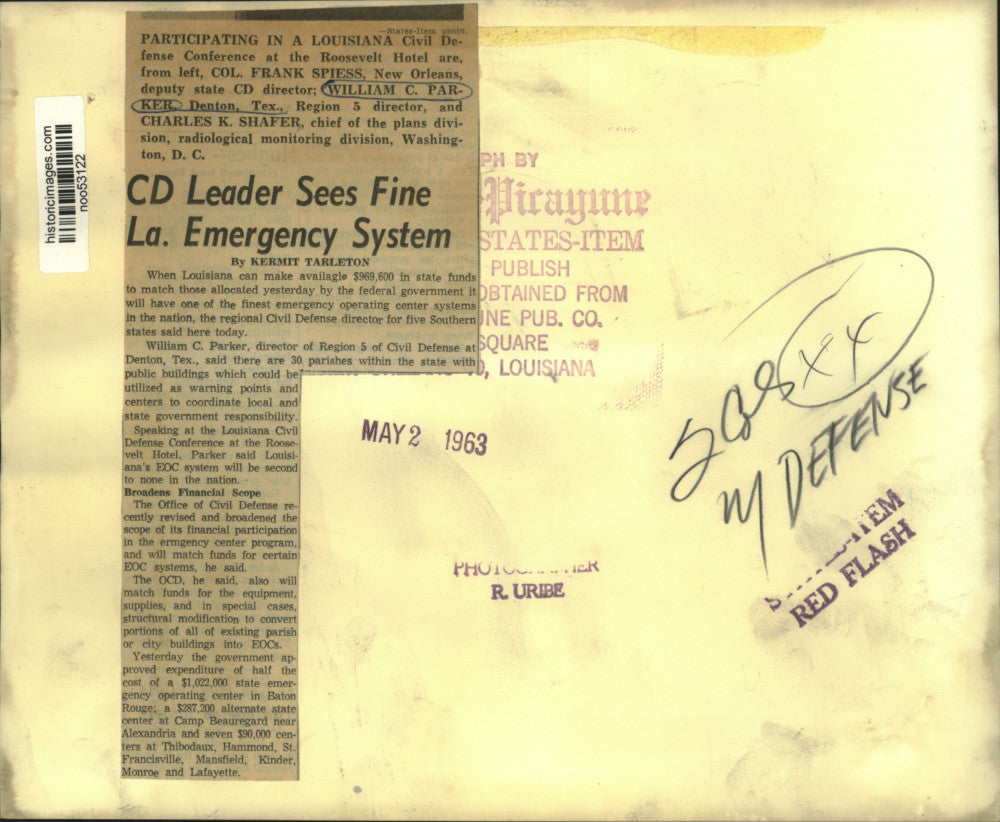 —States-Item photo.
PARTICIPATING IN A LOUISIANA Civil De-
fense Conference at the Roosevelt Hotel are,
from left, COL. FRANK SPIESS, New Orleans,
deputy state CD director; WILLIAM C. PAR-
KER, Denton, Tex., Region 5 director, and
CHARLES K. SHAFER, chief of the plans divi-
sion, radiological monitoring division, Washing-
ton, D. C.
CD Leader Sees Fine
La. Emergency System
By KERMIT TARLETON
When Louisiana can make availagle $969,600 in state funds
to match those allocated yesterday by the federal government it
will have one of the finest emergency operating center systems
in the nation, the regional Civil Defense director for five Southern
states said here today.
William C. Parker, director of Region 5 of Civil Defense at
Denton, Tex., said there are 30 parishes within the state with
public buildings which could be
utilized as warning points and
centers to coordinate local and
state government responsibility.
Speaking at the Louisiana Civil
Defense Conference at the Roose-
velt Hotel, Parker said Louisi-
ana's EOC system will be second
to none in the nation.
Broadens Financial Scope
The Office of Civil Defense re-
cently revised and broadened the
scope of its financial participation
in the ermgency center program,
and will match funds for certain
EOC systems, he said.
The OCD, he said, also will
match funds for the equipment,
supplies, and in special cases,
structural modification to convert
portions of all of existing parish
or city buildings into EOCs.
Yesterday the government ap-
proved expenditure of half the
cost of a $1,022,000 state emer-
gency operating center in Baton
Rouge; a $287,200 alternate state
center at Camp Beauregard near
Alexandria and seven $90,000 cen-
ters at Thibodaux, Hammond, St.
Francisville, Mansfield, Kinder,
Monroe and Lafayette.
historicimages.com
noo53122
PH BY
Picayune
STATES-ITEM
PUBLISH
OBTAINED FROM
NE PUB. CO.
SQUARE
LOUISIANA
MAY 2 1963
PHOTOGRAPHER
R. URIBE
XX
DEFENSE
STATES-ITEM
RED FLASH